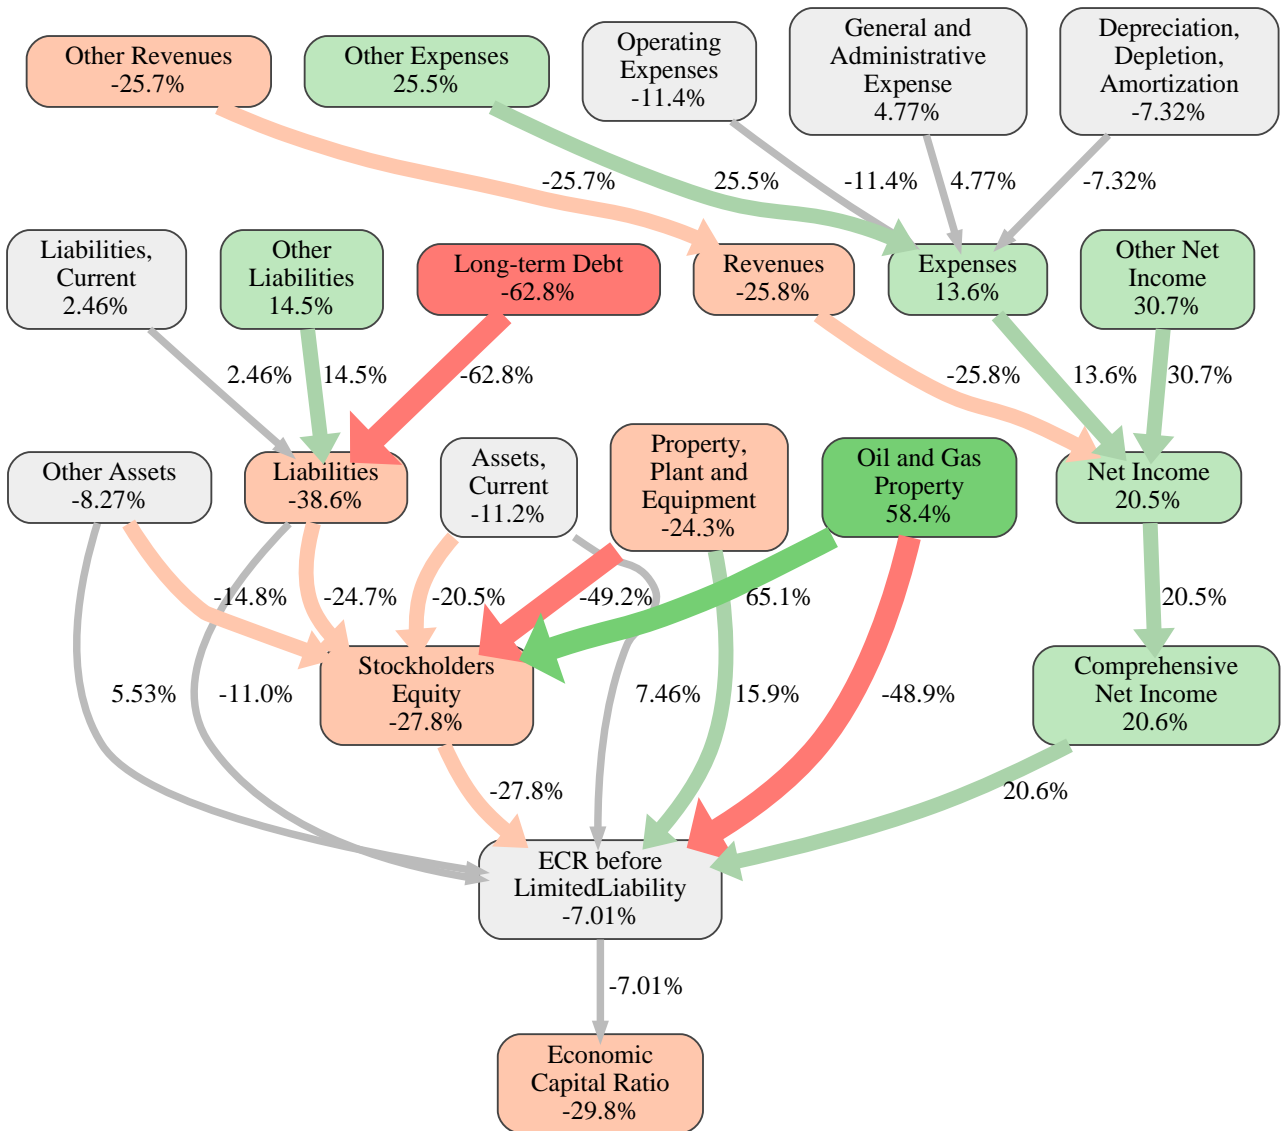 Other Revenues
-25.7%
Other Expenses
25.5%
Operating
Expenses
-11.4%
General and
Administrative
Expense
4.77%
Depreciation,
Depletion,
Amortization
-7.32%
-25.7%
25.5%
-11.4%
4.77%
-7.32%
Liabilities,
Current
2.46%
Other
Liabilities
14.5%
Long-term Debt
-62.8%
Revenues
-25.8%
Expenses
13.6%
Other Net
Income
30.7%
2.46%
14.5%
-62.8%
-25.8%
13.6%
30.7%
Other Assets
-8.27%
Liabilities
-38.6%
Assets,
Current
-11.2%
Property,
Plant and
Equipment
-24.3%
Oil and Gas
Property
58.4%
Net Income
20.5%
-14.8%
-24.7%
-20.5%
-49.2%
65.1%
20.5%
Stockholders
Equity
-27.8%
Comprehensive
Net Income
20.6%
5.53%
-11.0%
7.46%
15.9%
-48.9%
-27.8%
20.6%
ECR before
LimitedLiability
-7.01%
-7.01%
Economic
Capital Ratio
-29.8%